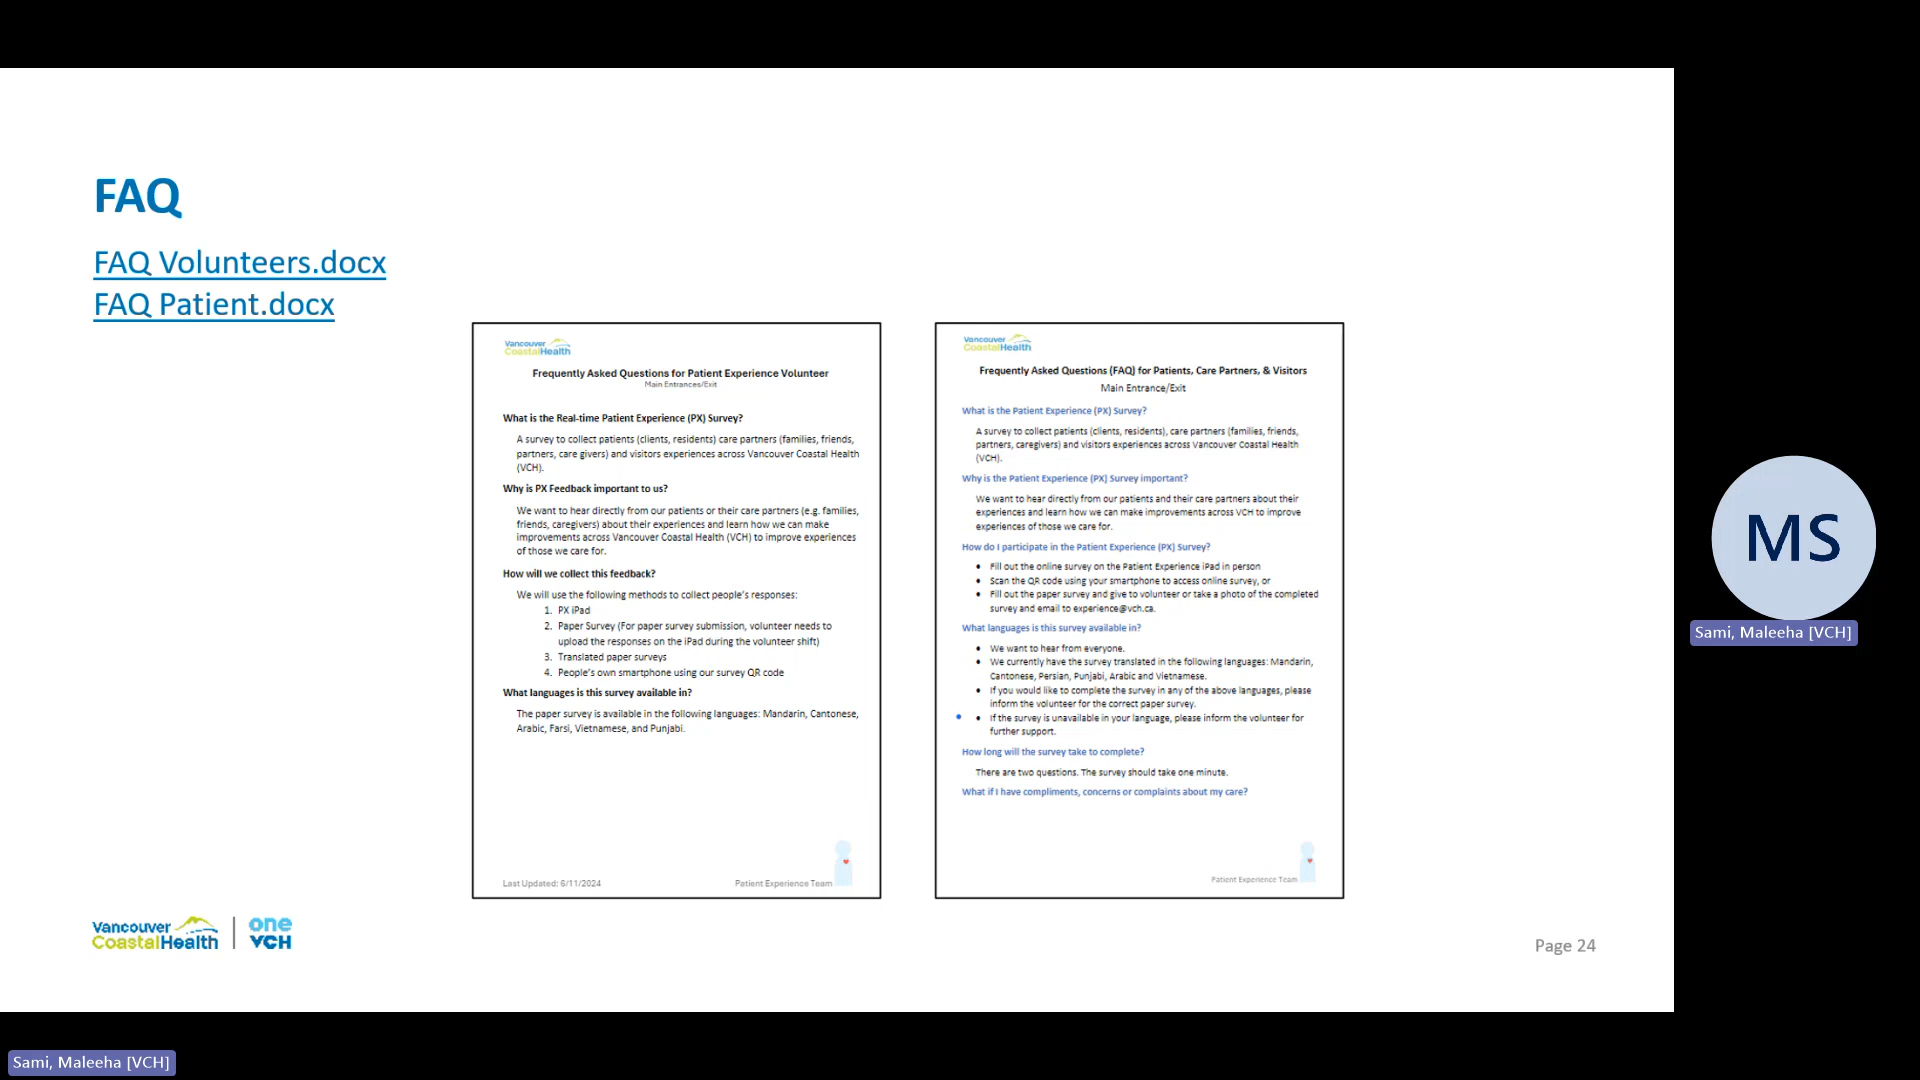 FAQ
FAQ Volunteers.docx
FAQ Patient.docx
Vancouver
CoastalHealth
Frequently Asked Questions for Patient Experience Volunteer
Main Entrances/Exit
What is the Real-time Patient Experience (PX) Survey?
A survey to collect patients (clients, residents) care partners (families, friends,
partners, care givers) and visitors experiences across Vancouver Coastal Health
(VCH).
Why is PX Feedback important to us?
We want to hear directly from our patients or their care partners (e.g. families,
friends, caregivers) about their experiences and learn how we can make
improvements across Vancouver Coastal Health (VCH) to improve experiences
of those we care for.
How will we collect this feedback?
We will use the following methods to collect people's responses:
1. PX iPad
2. Paper Survey (For paper survey submission, volunteer needs to
upload the responses on the iPad during the volunteer shift)
3. Translated paper surveys
4. People's own smartphone using our survey QR code
What languages is this survey available in?
The paper survey is available in the following languages: Mandarin, Cantonese,
Arabic, Farsi, Vietnamese, and Punjabi.
Last Updated: 6/11/2024
Patient Experience Team
Vancouver
CoastalHealth
Frequently Asked Questions (FAQ) for Patients, Care Partners, & Visitors
Main Entrance/Exit
What is the Patient Experience (PX) Survey?
A survey to collect patients (clients, residents), care partners (families, friends,
partners, caregivers) and visitors experiences across Vancouver Coastal Health
(VCH).
Why is the Patient Experience (PX) Survey important?
We want to hear directly from our patients and their care partners about their
experiences and learn how we can make improvements across VCH to improve
experiences of those we care for.
How do I participate in the Patient Experience (PX) Survey?
• Fill out the online survey on the Patient Experience iPad in person
• Scan the QR code using your smartphone to access online survey, or
• Fill out the paper survey and give to volunteer or take a photo of the completed
survey and email to experience@vch.ca.
What languages is this survey available in?
• We want to hear from everyone.
• We currently have the survey translated in the following languages: Mandarin,
Cantonese, Persian, Punjabi, Arabic and Vietnamese.
• If you would like to complete the survey in any of the above languages, please
inform the volunteer for the correct paper survey.
• If the survey is unavailable in your language, please inform the volunteer for
further support.
How long will the survey take to complete?
There are two questions. The survey should take one minute.
What if I have compliments, concerns or complaints about my care?
Patient Experience Team
Vancouver
CoastalHealth
one
VCH
Page 24
MS
Sami, Maleeha [VCH]
Sami, Maleeha [VCH]